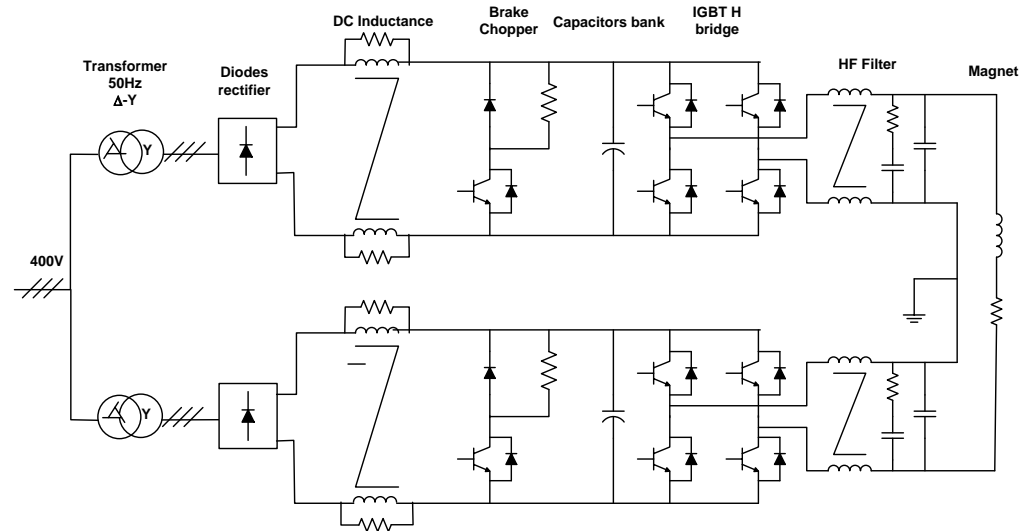 DC Inductance
Brake
Chopper
Capacitors bank
IGBT H
bridge
Transformer
50Hz
Δ-Y
Diodes
rectifier
HF Filter
Magnet
Y
400V
Y